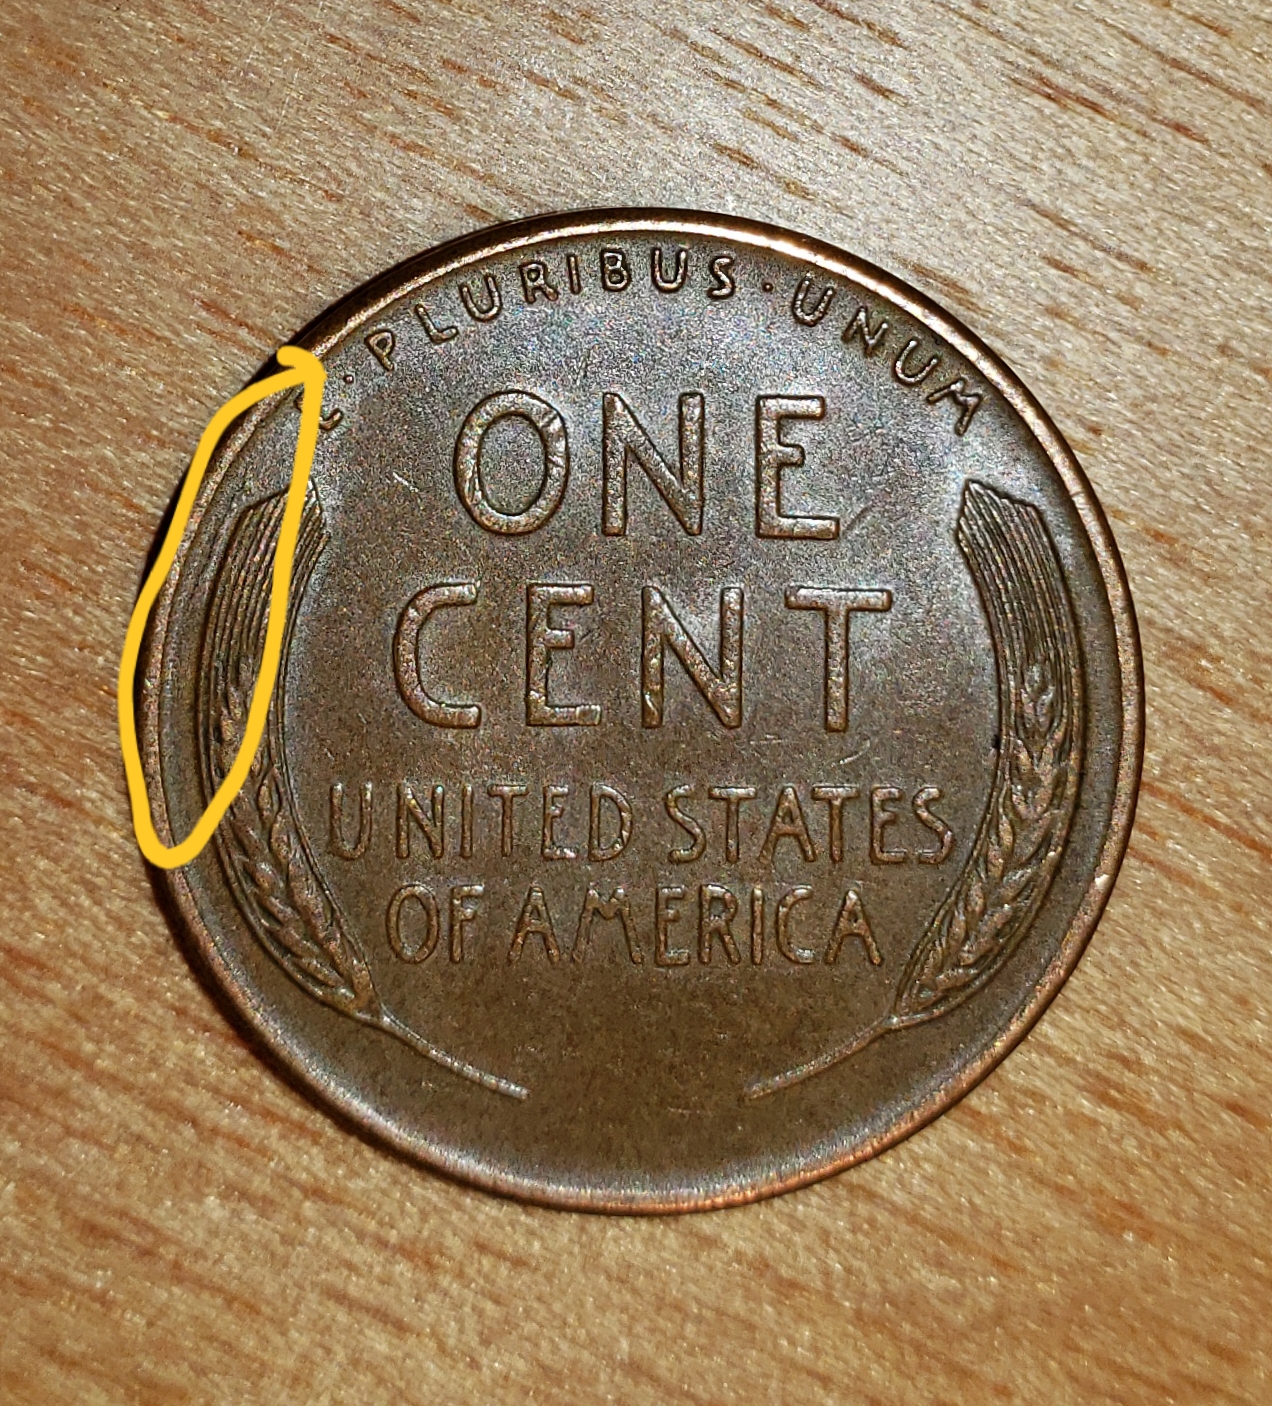 E · PLURIBUS · UNUM
ONE
CENT
UNITED STATES
OF AMERICA